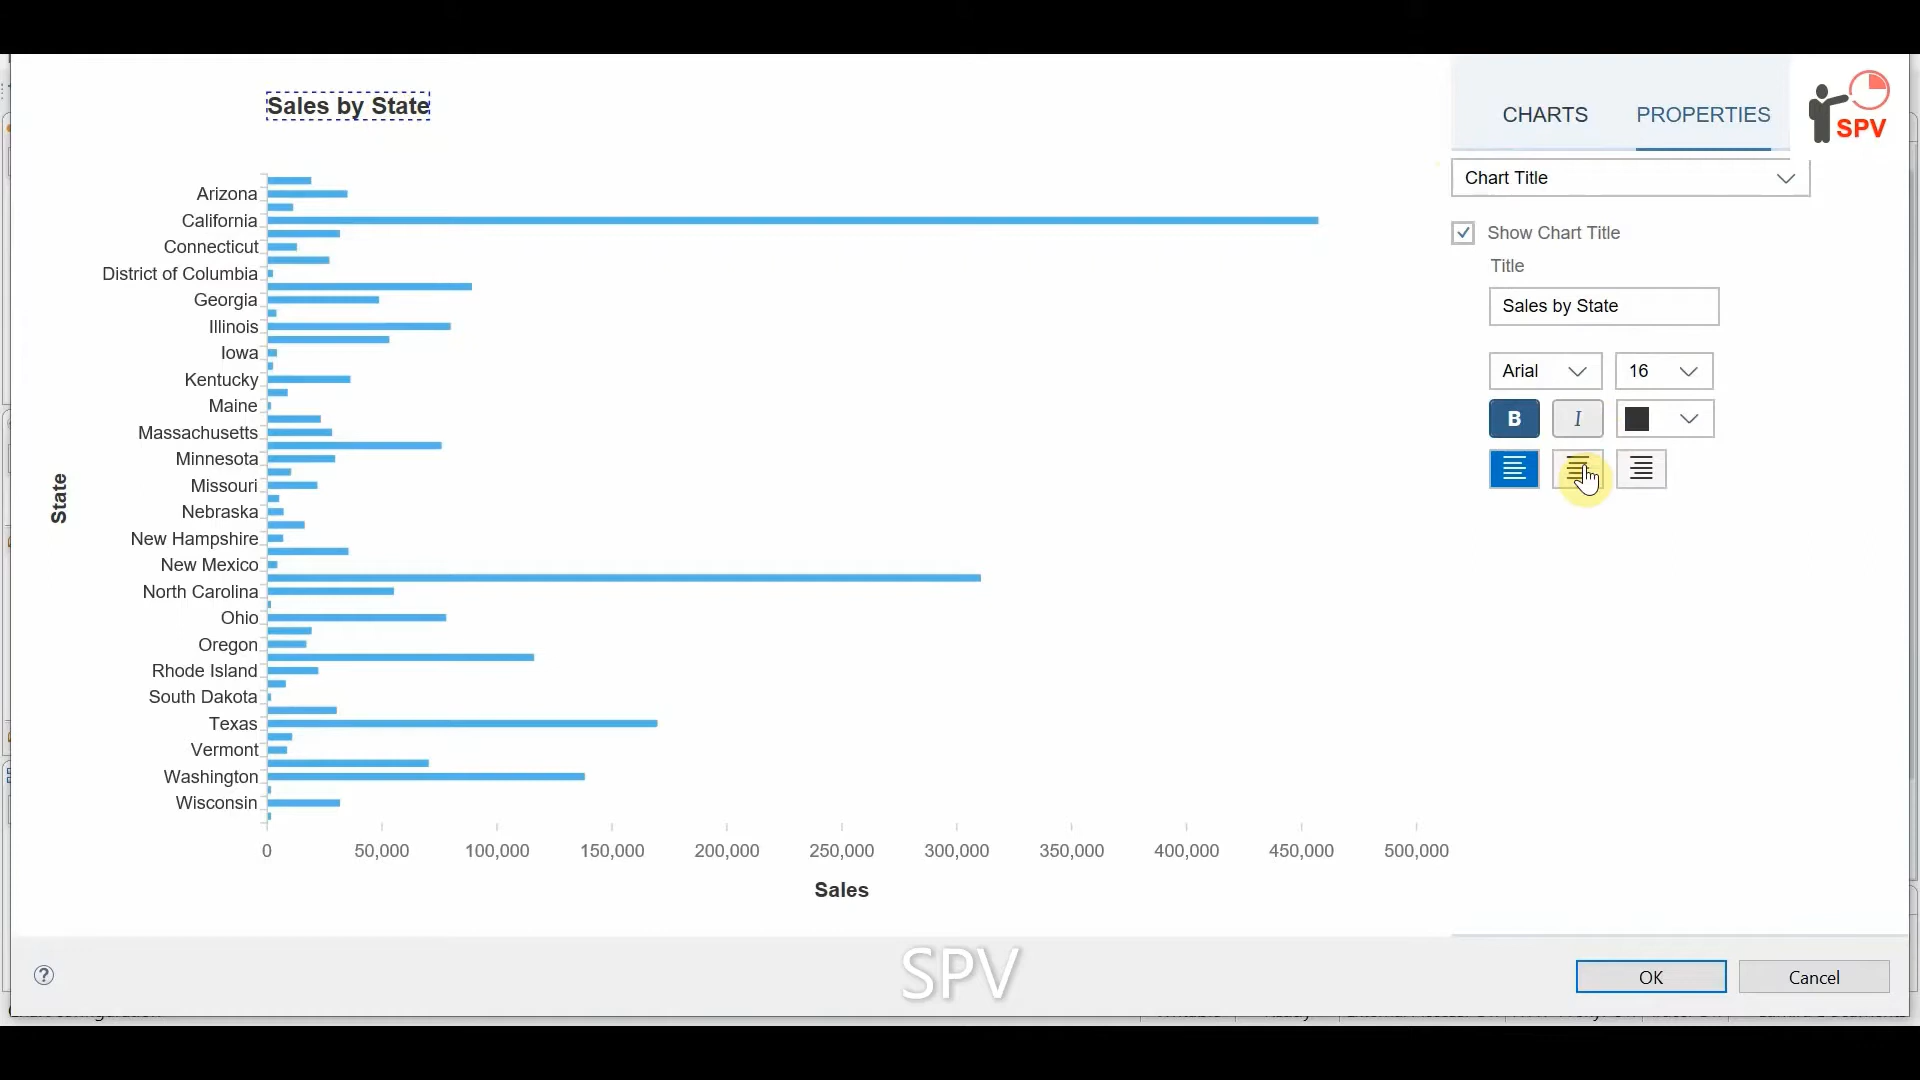 Sales by State
CHARTS
PROPERTIES
SPV
Chart Title
Show Chart Title
Title
Sales by State
Arial
16
B
I
State
Arizona
California
Connecticut
District of Columbia
Georgia
Illinois
Iowa
Kentucky
Maine
Massachusetts
Minnesota
Missouri
Nebraska
New Hampshire
New Mexico
North Carolina
Ohio
Oregon
Rhode Island
South Dakota
Texas
Vermont
Washington
Wisconsin
0 50,000 100,000 150,000 200,000 250,000 300,000 350,000 400,000 450,000 500,000
Sales
?
SPV
OK
Cancel